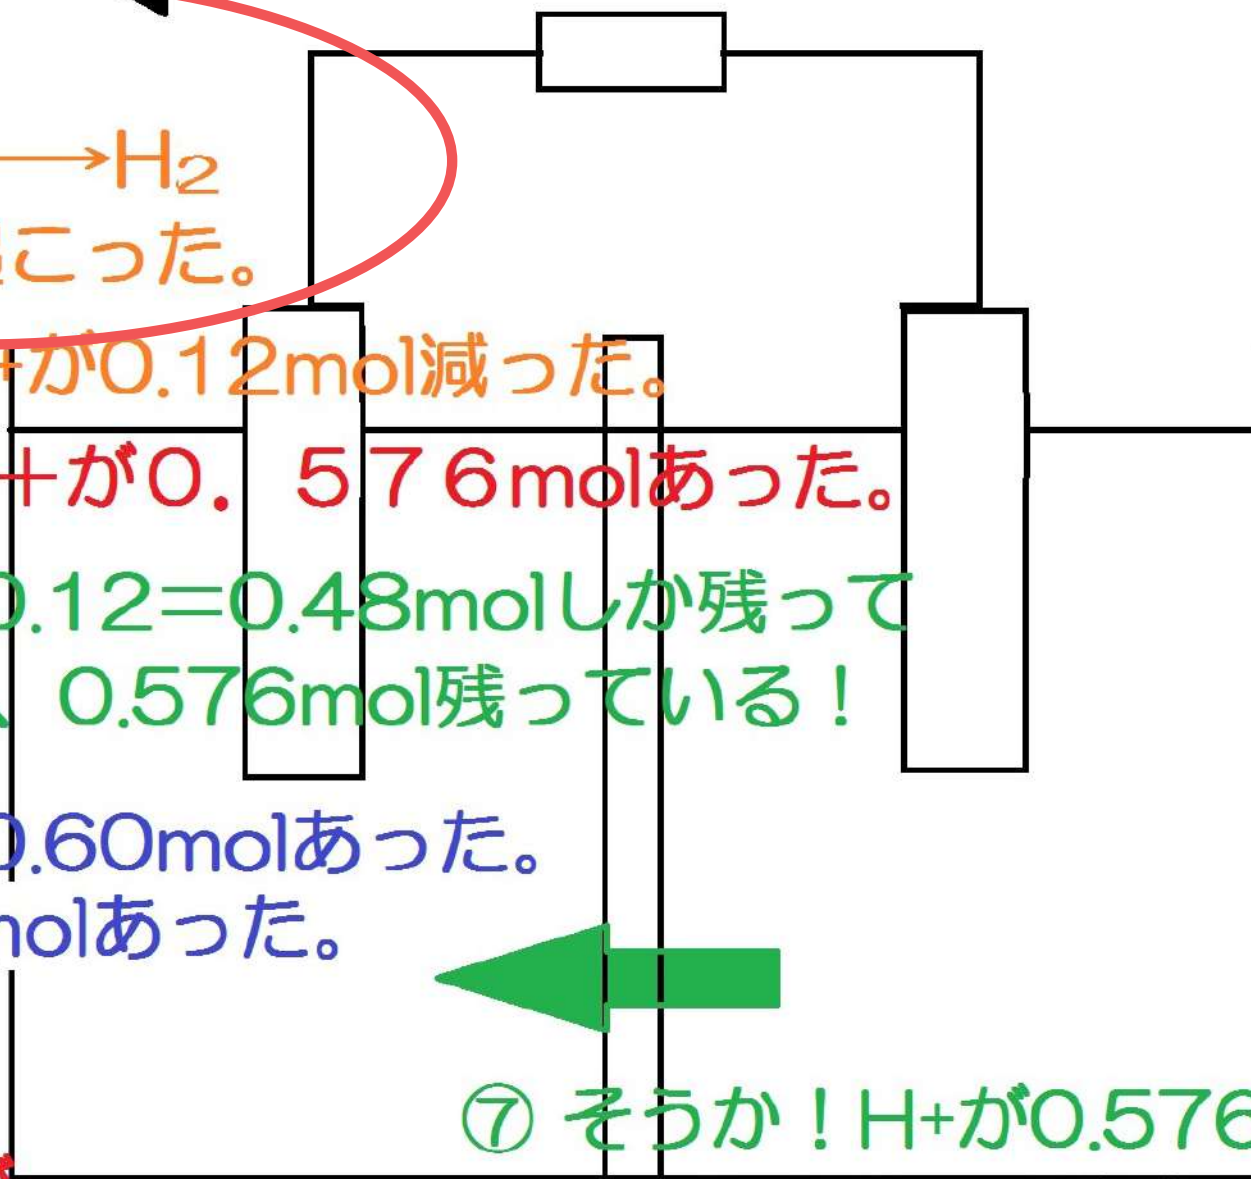 →H₂
こった。
+が0.12mol減った。
+が０．５７６molあった。
0.12＝0.48molしか残って
、0.576mol残っている！
0.60molあった。
molあった。
⑦ そうか！H+が0.576